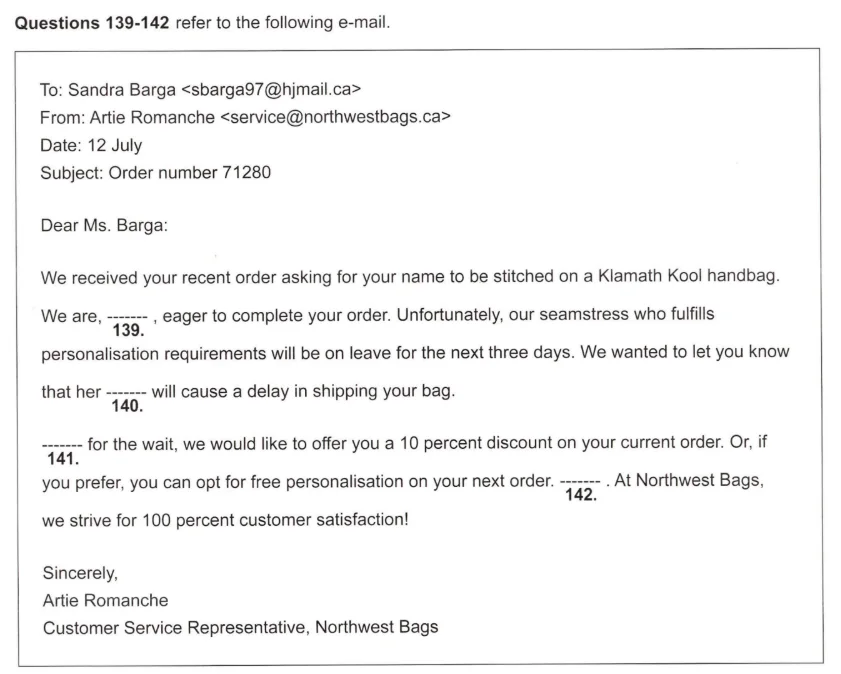 Questions 139-142 refer to the following e-mail.
To: Sandra Barga <sbarga97@hjmail.ca>
From: Artie Romanche <service@northwestbags.ca>
Date: 12 July
Subject: Order number 71280
Dear Ms. Barga:
We received your recent order asking for your name to be stitched on a Klamath Kool handbag.
We are, ------- , eager to complete your order. Unfortunately, our seamstress who fulfills
139.
personalisation requirements will be on leave for the next three days. We wanted to let you know
that her ------- will cause a delay in shipping your bag.
140.
------- for the wait, we would like to offer you a 10 percent discount on your current order. Or, if
141.
you prefer, you can opt for free personalisation on your next order. ------- . At Northwest Bags,
142.
we strive for 100 percent customer satisfaction!
Sincerely,
Artie Romanche
Customer Service Representative, Northwest Bags